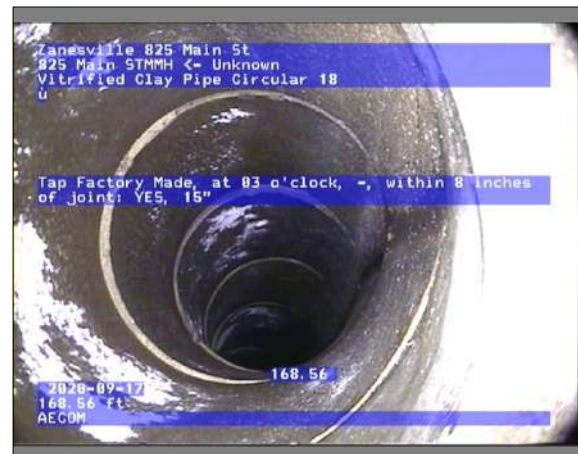 Zanesville 825 Main St
825 Main STMMH <- Unknown
Vitrified Clay Pipe Circular 18
ù
Tap Factory Made, at 03 o'clock, -, within 8 inches
of joint: YES, 15"
168.56
2020-09-17
168.56 ft
AECOM